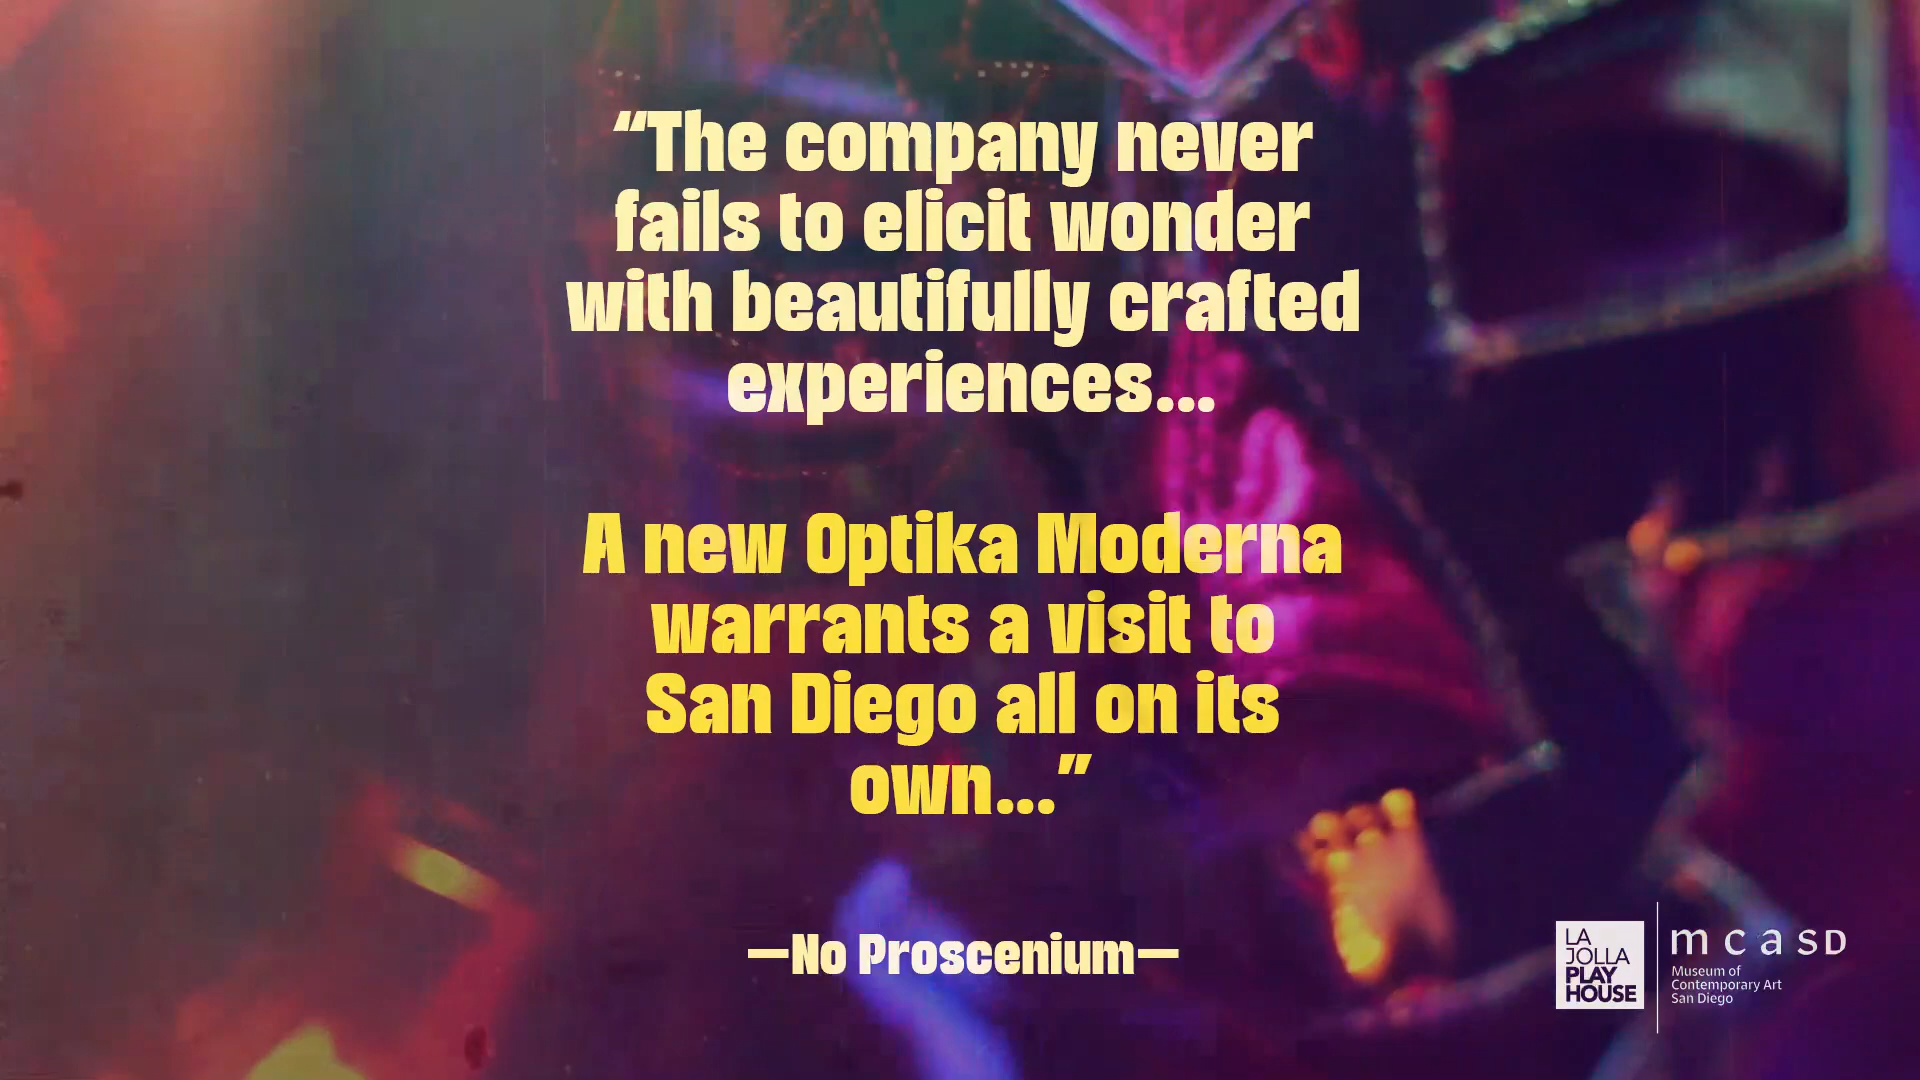 “The company never
fails to elicit wonder
with beautifully crafted
experiences...
A new Optika Moderna
warrants a visit to
San Diego all on its
own...”
—No Proscenium—
LA
JOLLA
PLAY
HOUSE
mcasD
Museum of
Contemporary Art
San Diego